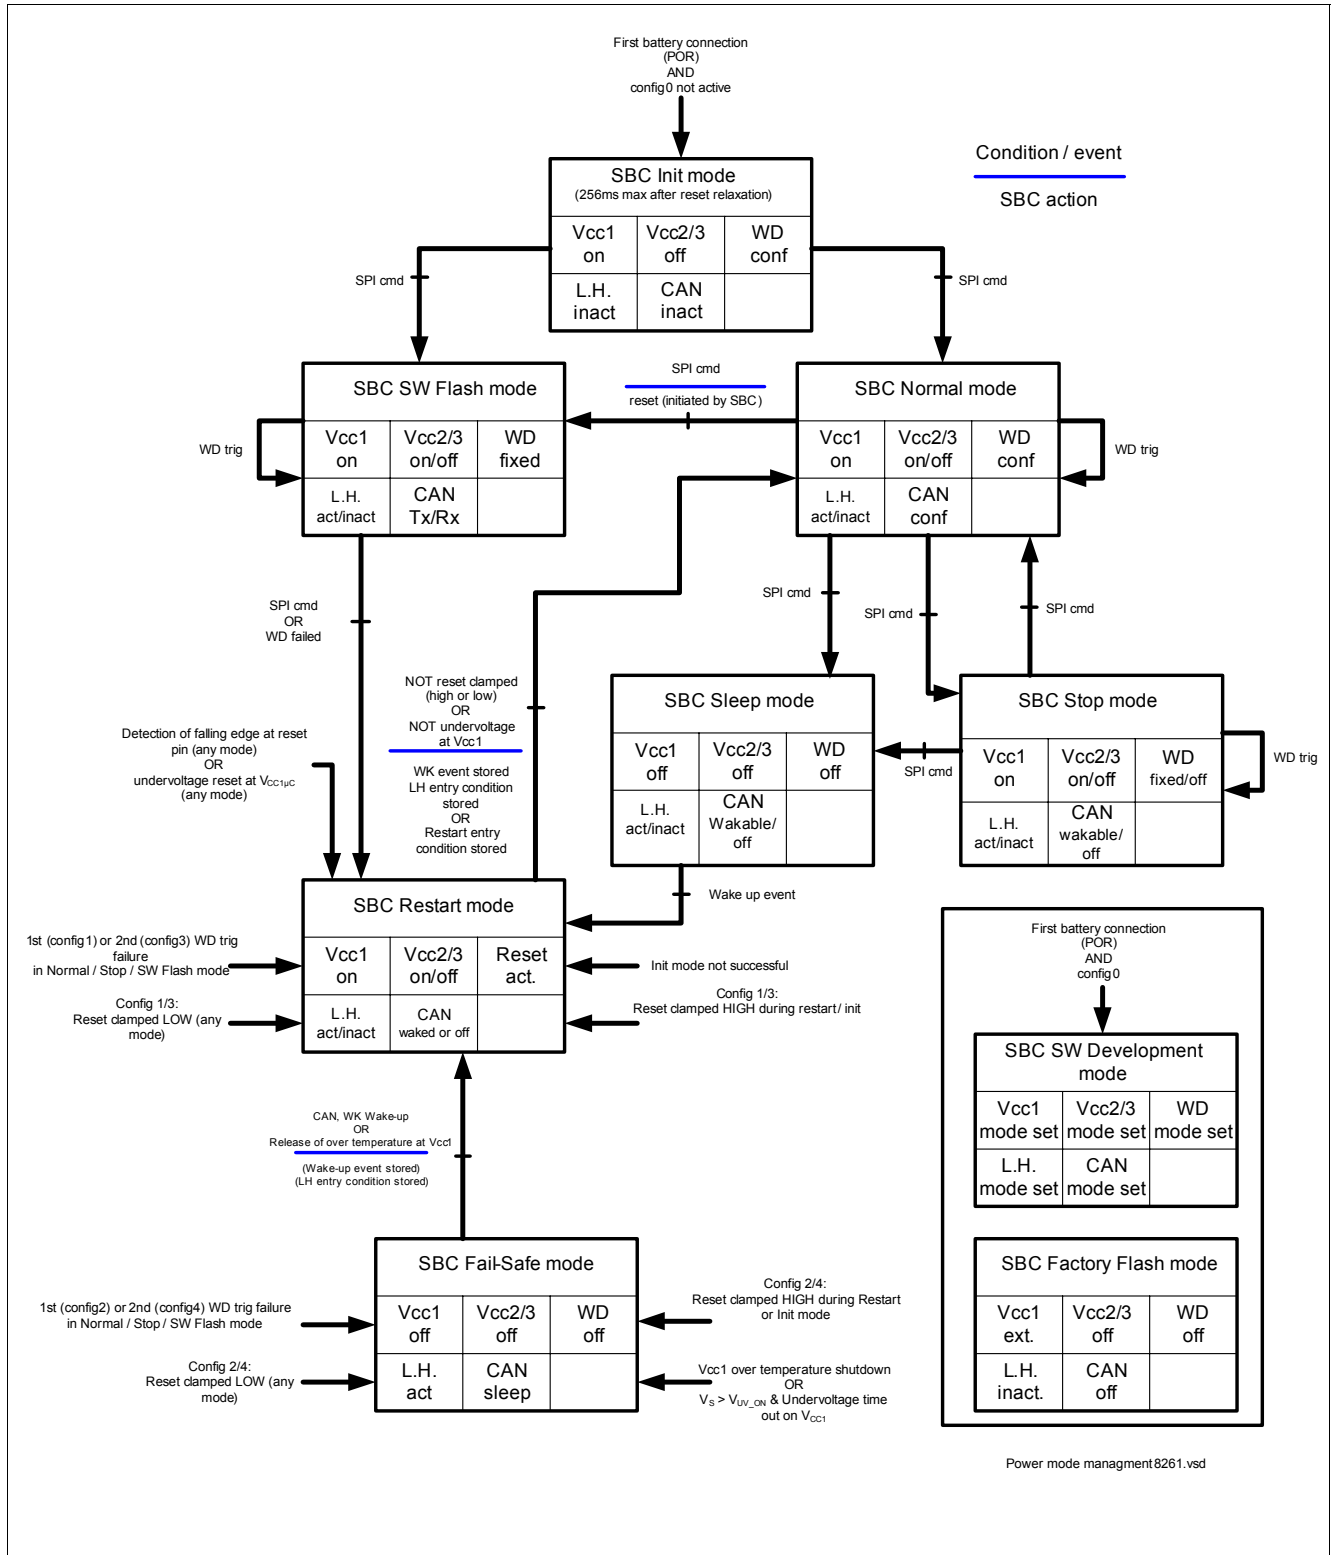 First battery connection
(POR)
AND
config0 not active
Condition / event
SBC action
SBC Init mode
(256ms max after reset relaxation)
Vcc1 on
Vcc2/3 off
WD conf
L.H. inact
CAN inact
SPI cmd
SPI cmd
SBC SW Flash mode
Vcc1 on
Vcc2/3 on/off
WD fixed
L.H. act/inact
CAN Tx/Rx
WD trig
SPI cmd
reset (initiated by SBC)
SBC Normal mode
Vcc1 on
Vcc2/3 on/off
WD conf
L.H. act/inact
CAN conf
WD trig
SPI cmd
OR
WD failed
SPI cmd
SPI cmd
SPI cmd
NOT reset clamped
(high or low)
OR
NOT undervoltage
at Vcc1
WK event stored
LH entry condition
stored
OR
Restart entry
condition stored
Detection of falling edge at reset
pin (any mode)
OR
undervoltage reset at VCC1µC
(any mode)
SBC Sleep mode
Vcc1 off
Vcc2/3 off
WD off
L.H. act/inact
CAN Wakable/ off
SPI cmd
SBC Stop mode
Vcc1 on
Vcc2/3 on/off
WD fixed/off
L.H. act/inact
CAN wakable/ off
WD trig
Wake up event
SBC Restart mode
Vcc1 on
Vcc2/3 on/off
Reset act.
L.H. act/inact
CAN waked or off
1st (config1) or 2nd (config3) WD trig
failure
in Normal / Stop / SW Flash mode
Config 1/3:
Reset clamped LOW (any
mode)
Init mode not successful
Config 1/3:
Reset clamped HIGH during restart / init
CAN, WK Wake-up
OR
Release of over temperature at Vcc1
(Wake-up event stored)
(LH entry condition stored)
First battery connection
(POR)
AND
config0
SBC SW Development
mode
Vcc1 mode set
Vcc2/3 mode set
WD mode set
L.H. mode set
CAN mode set
SBC Fail-Safe mode
Vcc1 off
Vcc2/3 off
WD off
L.H. act
CAN sleep
1st (config2) or 2nd (config4) WD trig failure
in Normal / Stop / SW Flash mode
Config 2/4:
Reset clamped LOW (any
mode)
Config 2/4:
Reset clamped HIGH during Restart
or Init mode
Vcc1 over temperature shutdown
OR
VS > VUV_ON & Undervoltage time
out on VCC1
SBC Factory Flash mode
Vcc1 ext.
Vcc2/3 off
WD off
L.H. inact.
CAN off
Power mode managment 8261.vsd